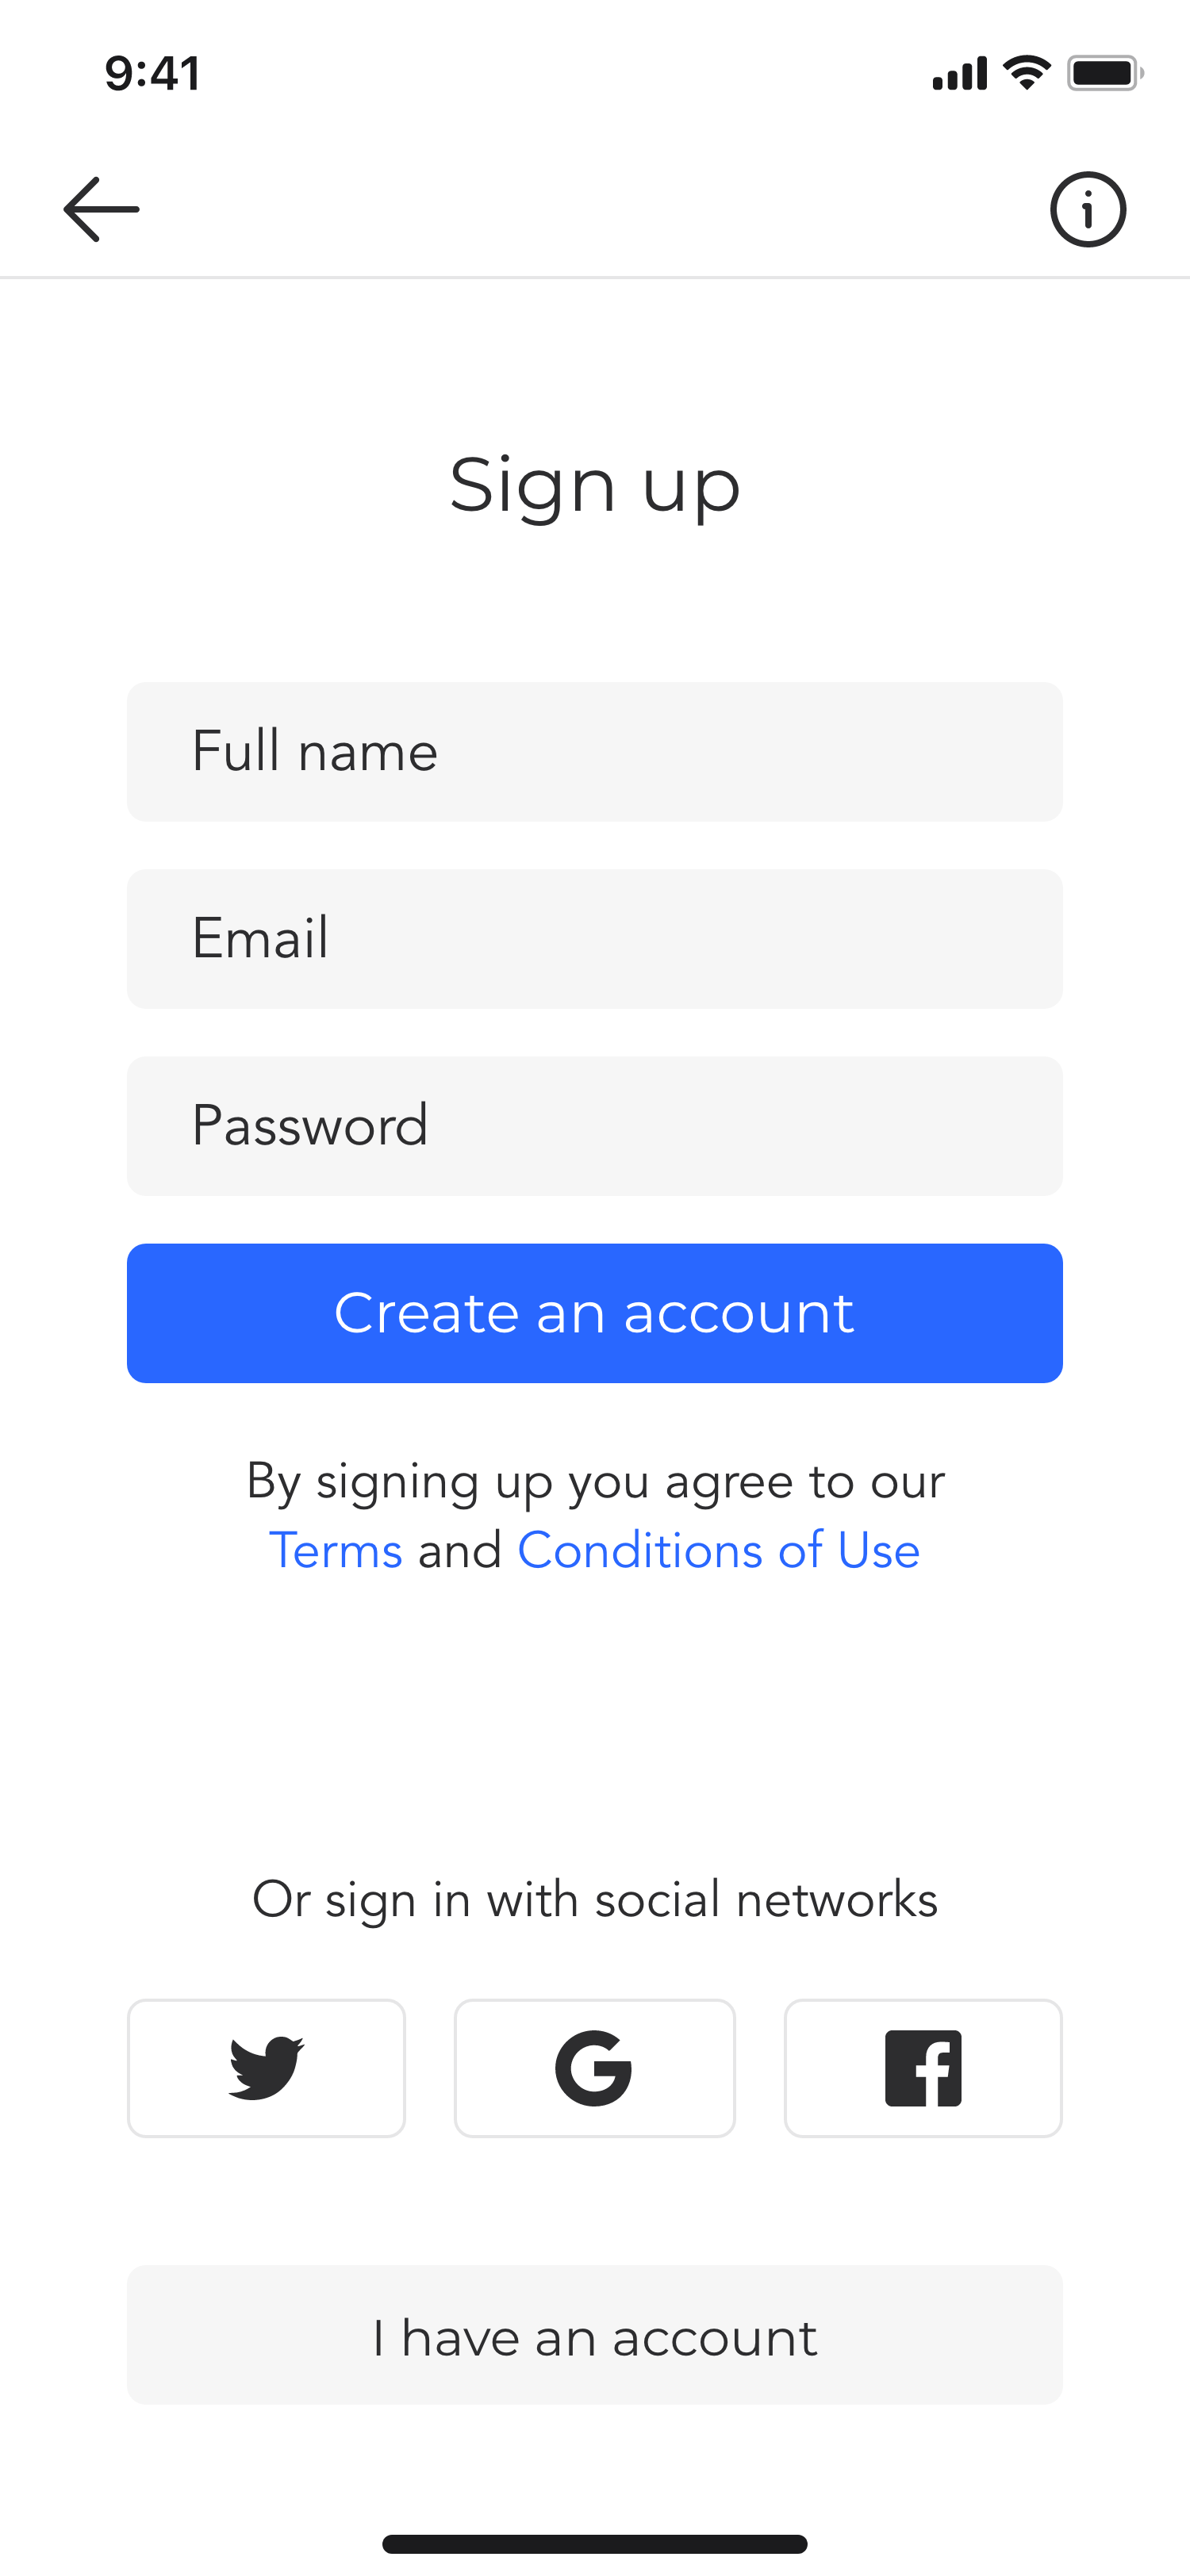 9:41
Sign up
Full name
Email
Password
Create an account
By signing up you agree to our
Terms and Conditions of Use
Or sign in with social networks
I have an account